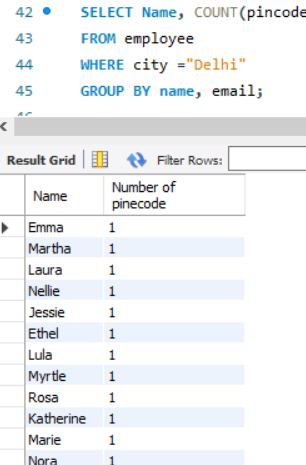 42 SELECT Name, COUNT(pincode
43 FROM employee
44 WHERE city ="Delhi"
45 GROUP BY name, email;
Result Grid Filter Rows:
Name Number of
pinecode
Emma 1
Martha 1
Laura 1
Nellie 1
Jessie 1
Ethel 1
Lula 1
Myrtle 1
Rosa 1
Katherine 1
Marie 1
Nora 1